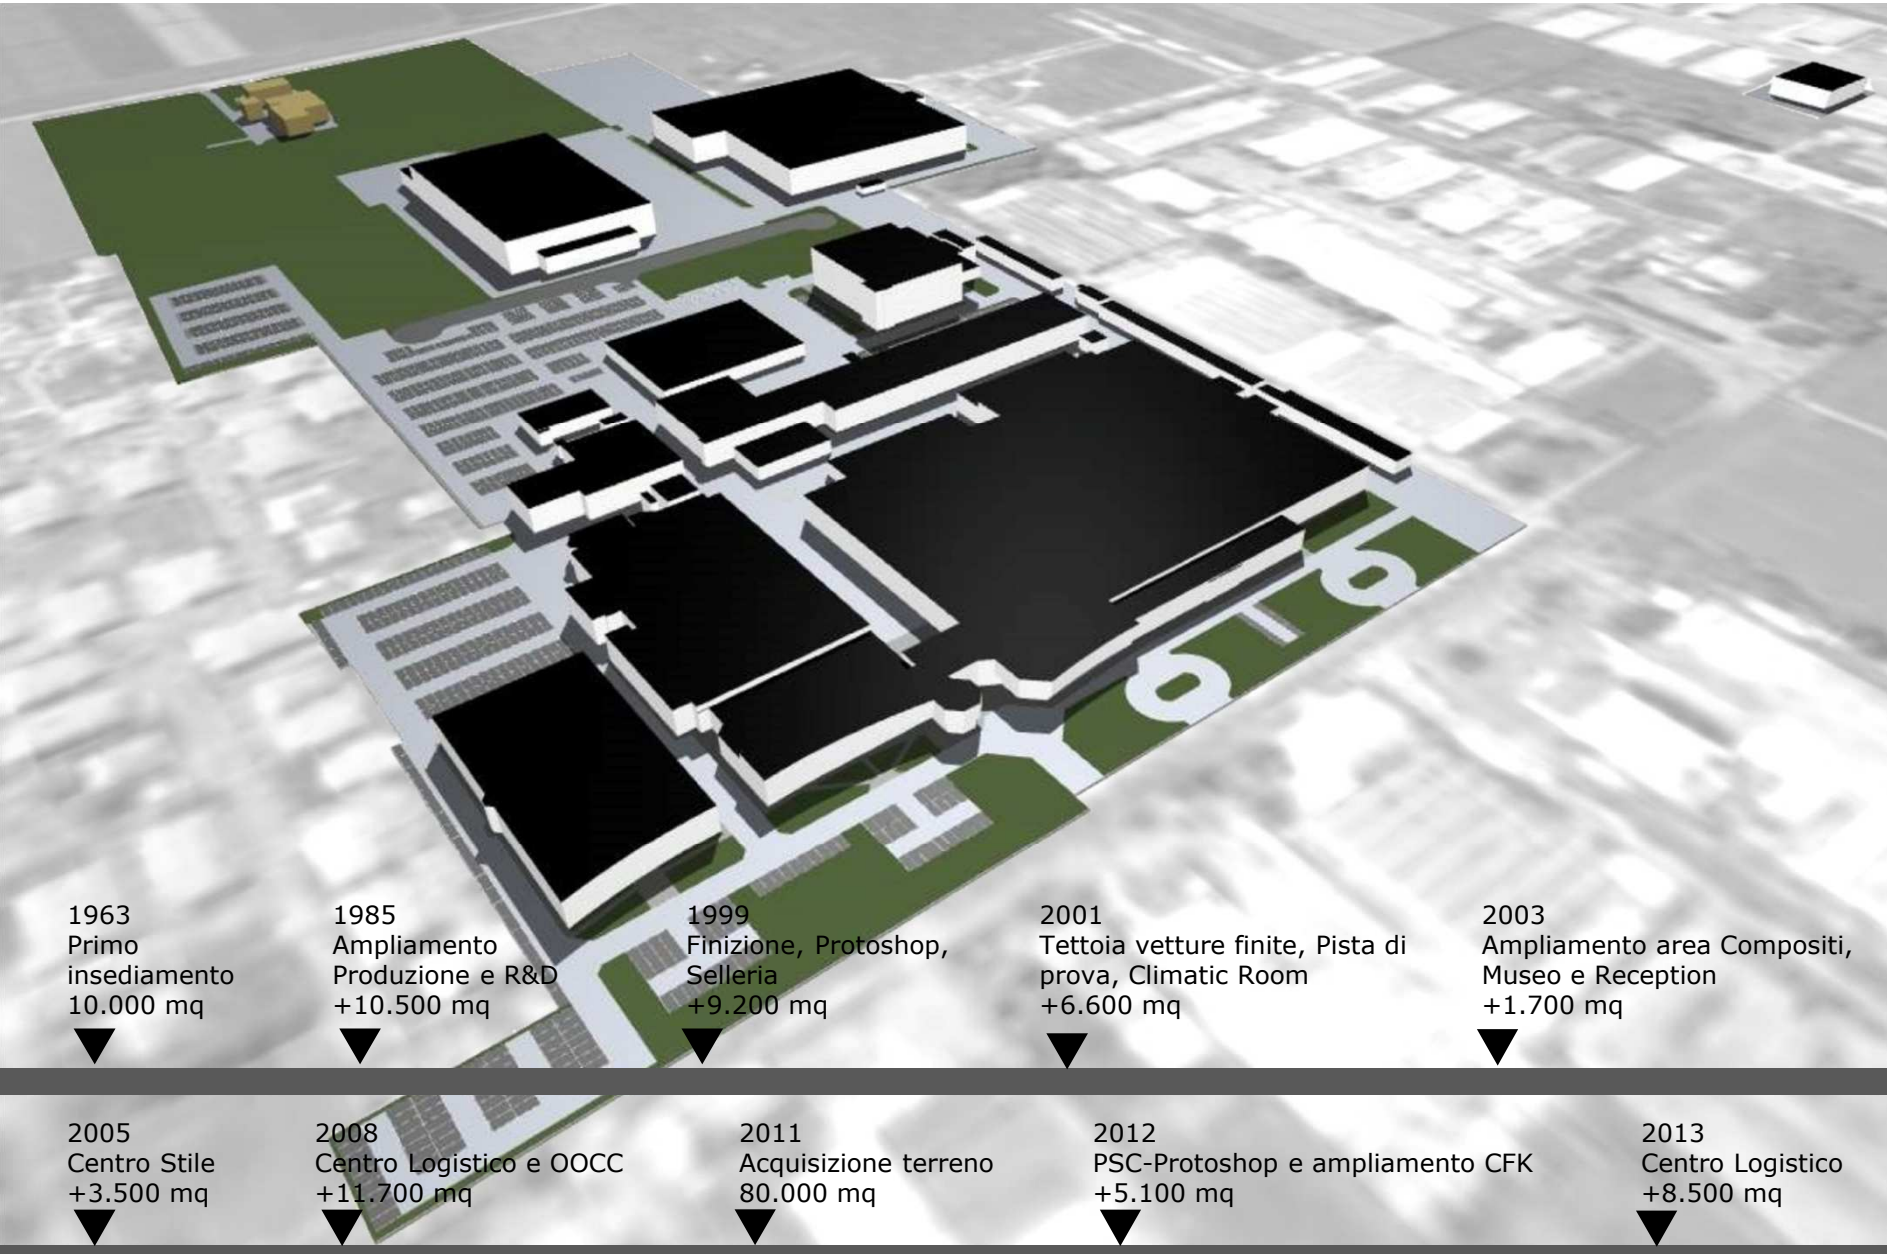 1963
Primo
insediamento
10.000 mq
1985
Ampliamento
Produzione e R&D
+10.500 mq
1999
Finizione, Protoshop,
Selleria
+9.200 mq
2001
Tettoia vetture finite, Pista di
prova, Climatic Room
+6.600 mq
2003
Ampliamento area Compositi,
Museo e Reception
+1.700 mq
2005
Centro Stile
+3.500 mq
2008
Centro Logistico e OOCC
+11.700 mq
2011
Acquisizione terreno
80.000 mq
2012
PSC-Protoshop e ampliamento CFK
+5.100 mq
2013
Centro Logistico
+8.500 mq